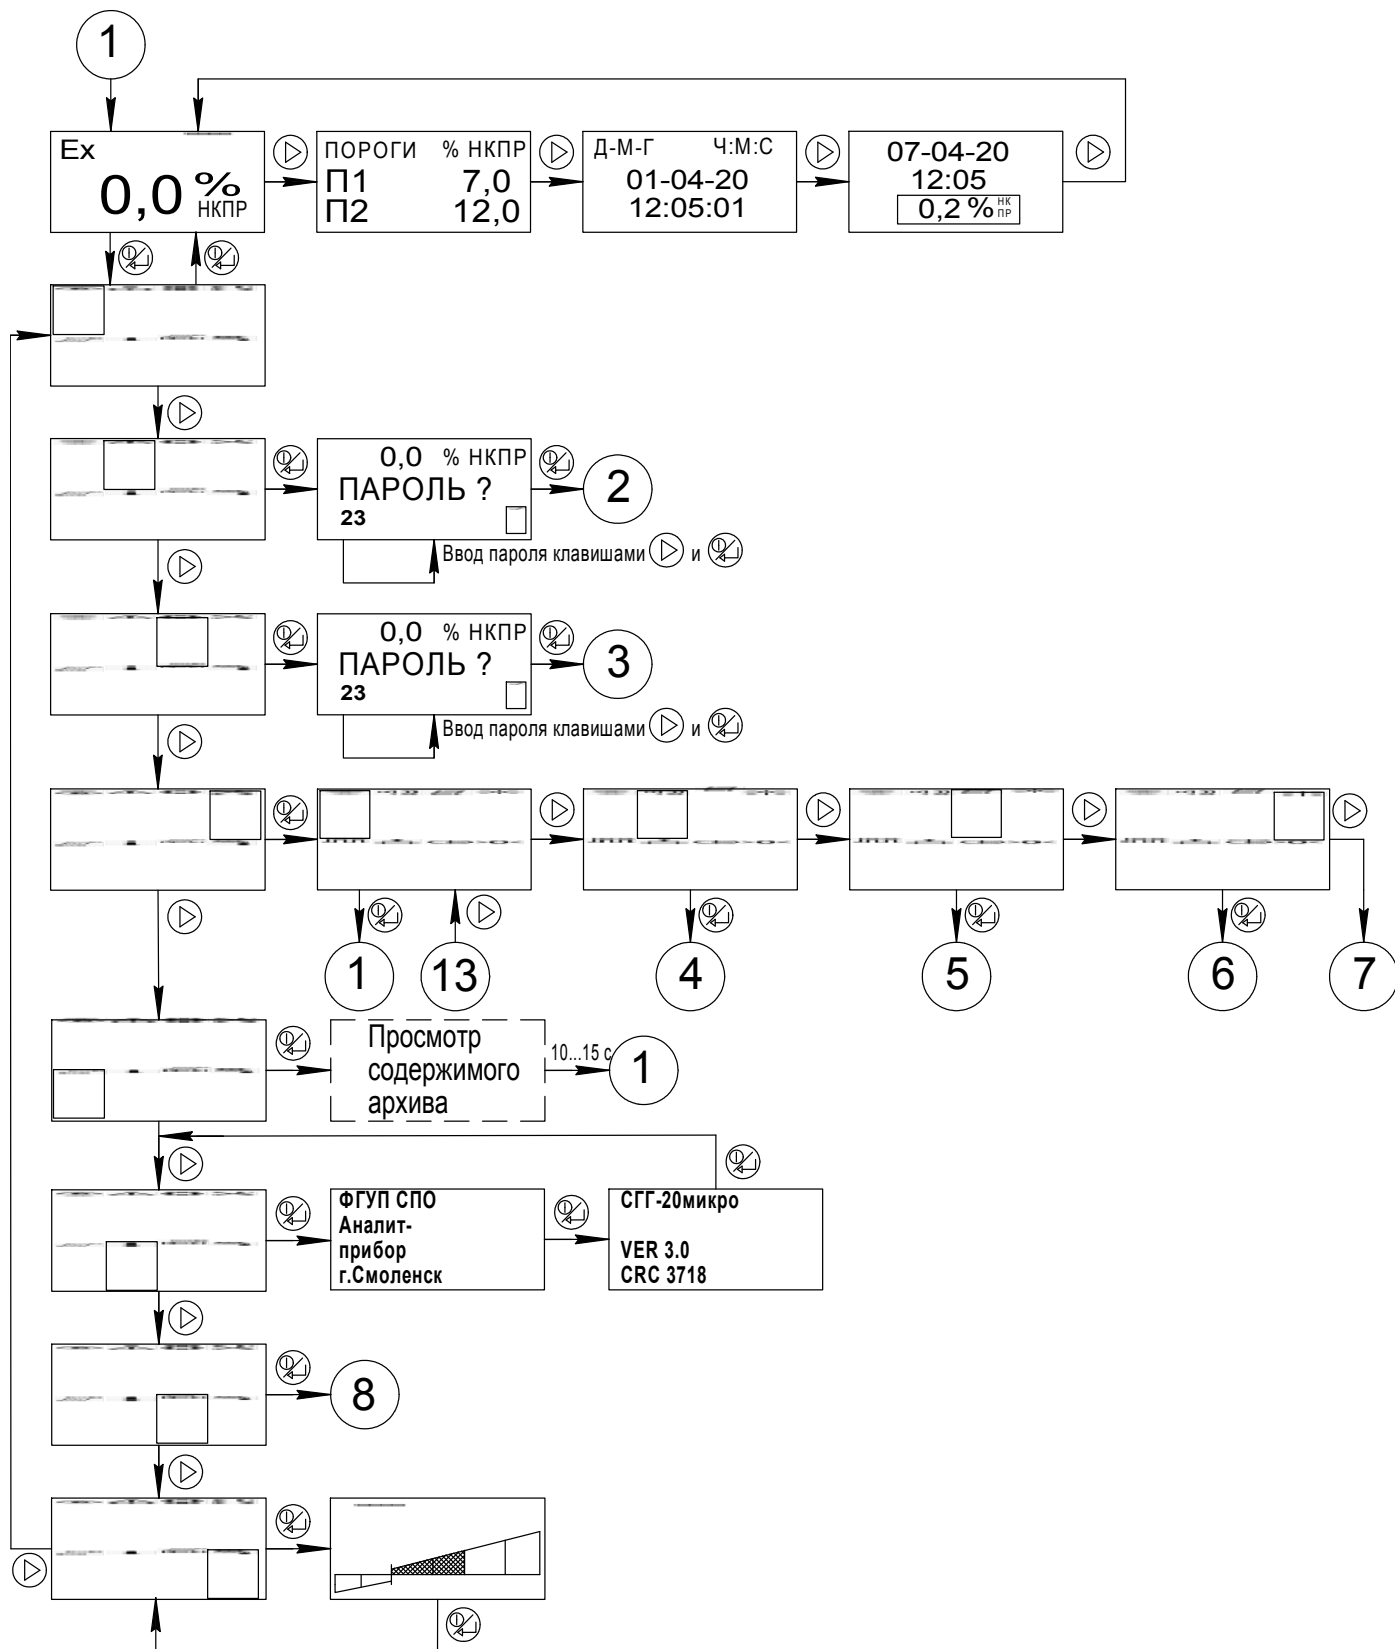 1
Ex
0,0 %
НКПР
ПОРОГИ % НКПР
П1 7,0
П2 12,0
Д-М-Г Ч:М:С
01-04-20
12:05:01
07-04-20
12:05
0,2 % НК ПР
0,0 % НКПР
ПАРОЛЬ ?
23
2
Ввод пароля клавишами и
0,0 % НКПР
ПАРОЛЬ ?
23
3
Ввод пароля клавишами и
1
13
4
5
6
7
Просмотр
содержимого
архива
10...15 с
1
ФГУП СПО
Аналит-
прибор
г.Смоленск
СГГ-20микро
VER 3.0
CRC 3718
8